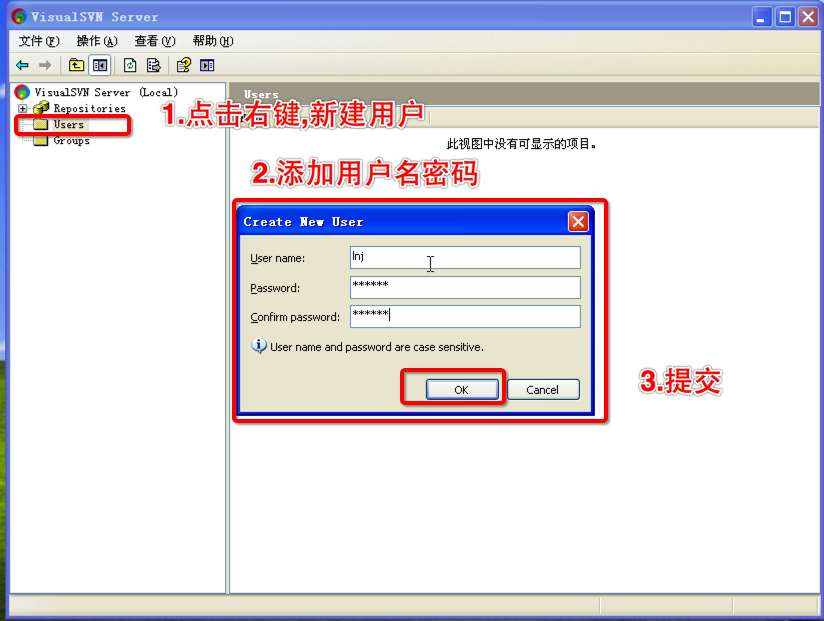 VisualSVN Server
文件(F) 操作(A) 查看(V) 帮助(H)
VisualSVN Server (Local)
Repositories
Users
Groups
Users
1.点击右键,新建用户
此视图中没有可显示的项目。
2.添加用户名密码
Create New User
User name: lnj
Password: ******
Confirm password: ******
User name and password are case sensitive.
OK Cancel
3.提交